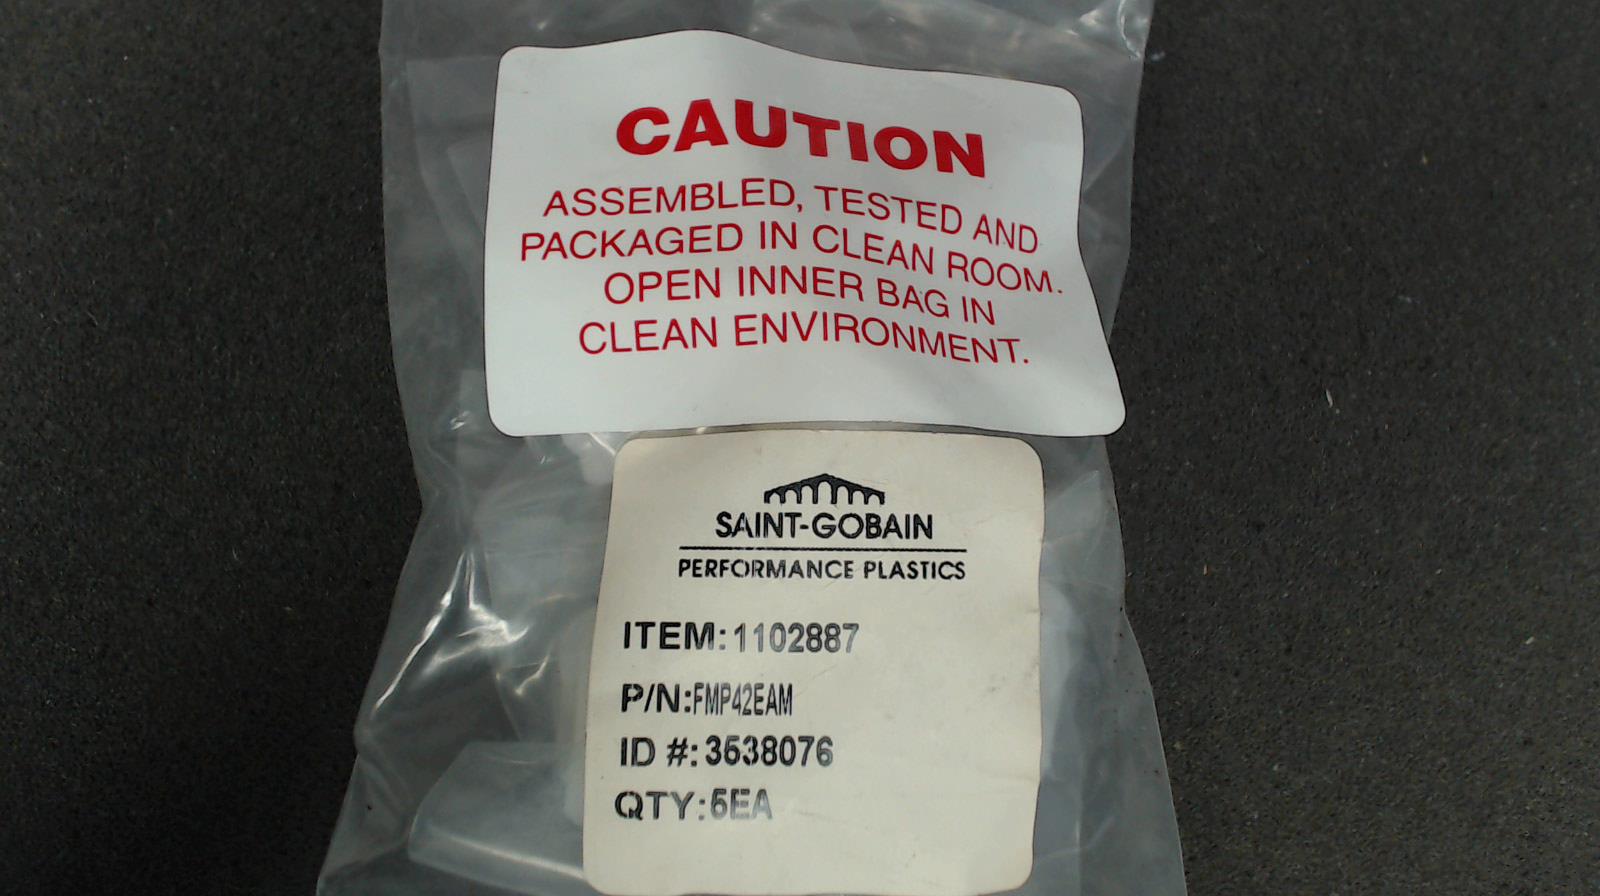 CAUTION
ASSEMBLED, TESTED AND
PACKAGED IN CLEAN ROOM.
OPEN INNER BAG IN
CLEAN ENVIRONMENT.
SAINT-GOBAIN
PERFORMANCE PLASTICS
ITEM: 1102887
P/N: FMP42EAM
ID #: 3538076
QTY: 5EA